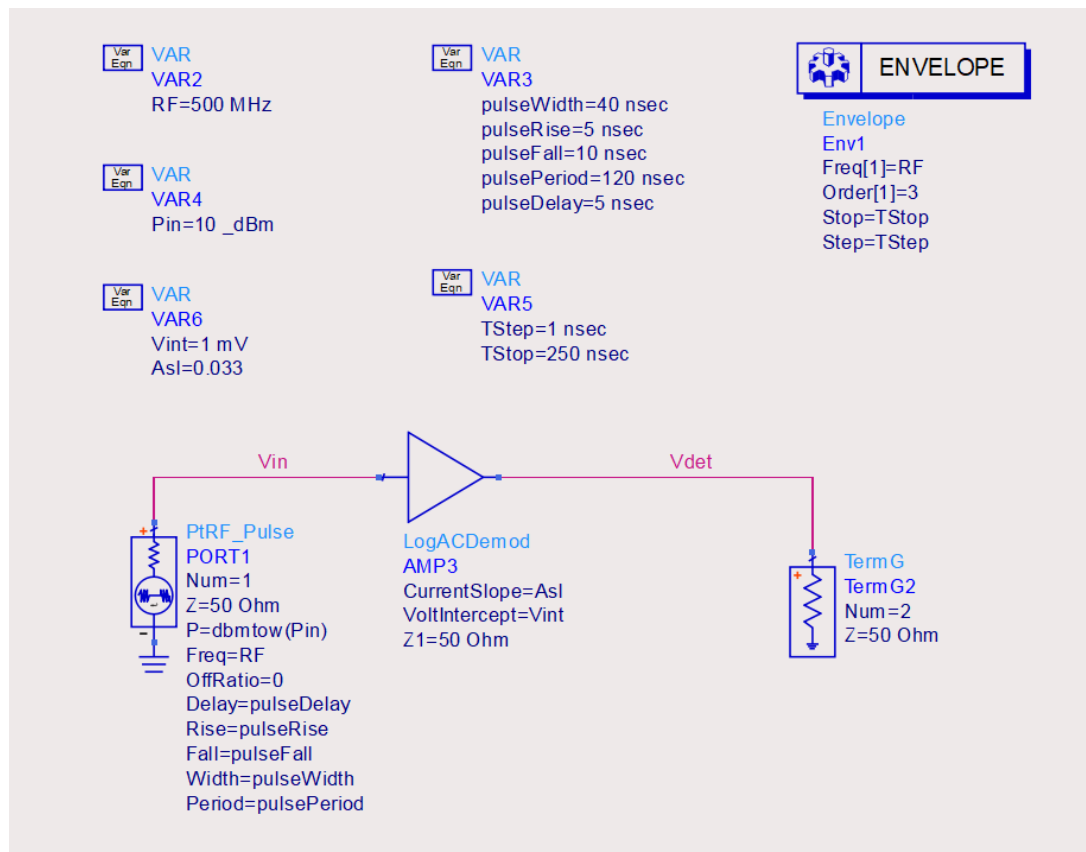 Var
Eqn
VAR
VAR2
RF=500 MHz
Var
Eqn
VAR
VAR4
Pin=10 _dBm
Var
Eqn
VAR
VAR6
Vint=1 mV
Asl=0.033
Var
Eqn
VAR
VAR3
pulseWidth=40 nsec
pulseRise=5 nsec
pulseFall=10 nsec
pulsePeriod=120 nsec
pulseDelay=5 nsec
Var
Eqn
VAR
VAR5
TStep=1 nsec
TStop=250 nsec
ENVELOPE
Envelope
Env1
Freq[1]=RF
Order[1]=3
Stop=TStop
Step=TStep
Vin
Vdet
PtRF_Pulse
PORT1
Num=1
Z=50 Ohm
P=dbmtow(Pin)
Freq=RF
OffRatio=0
Delay=pulseDelay
Rise=pulseRise
Fall=pulseFall
Width=pulseWidth
Period=pulsePeriod
LogACDemod
AMP3
CurrentSlope=Asl
VoltIntercept=Vint
Z1=50 Ohm
TermG
TermG2
Num=2
Z=50 Ohm